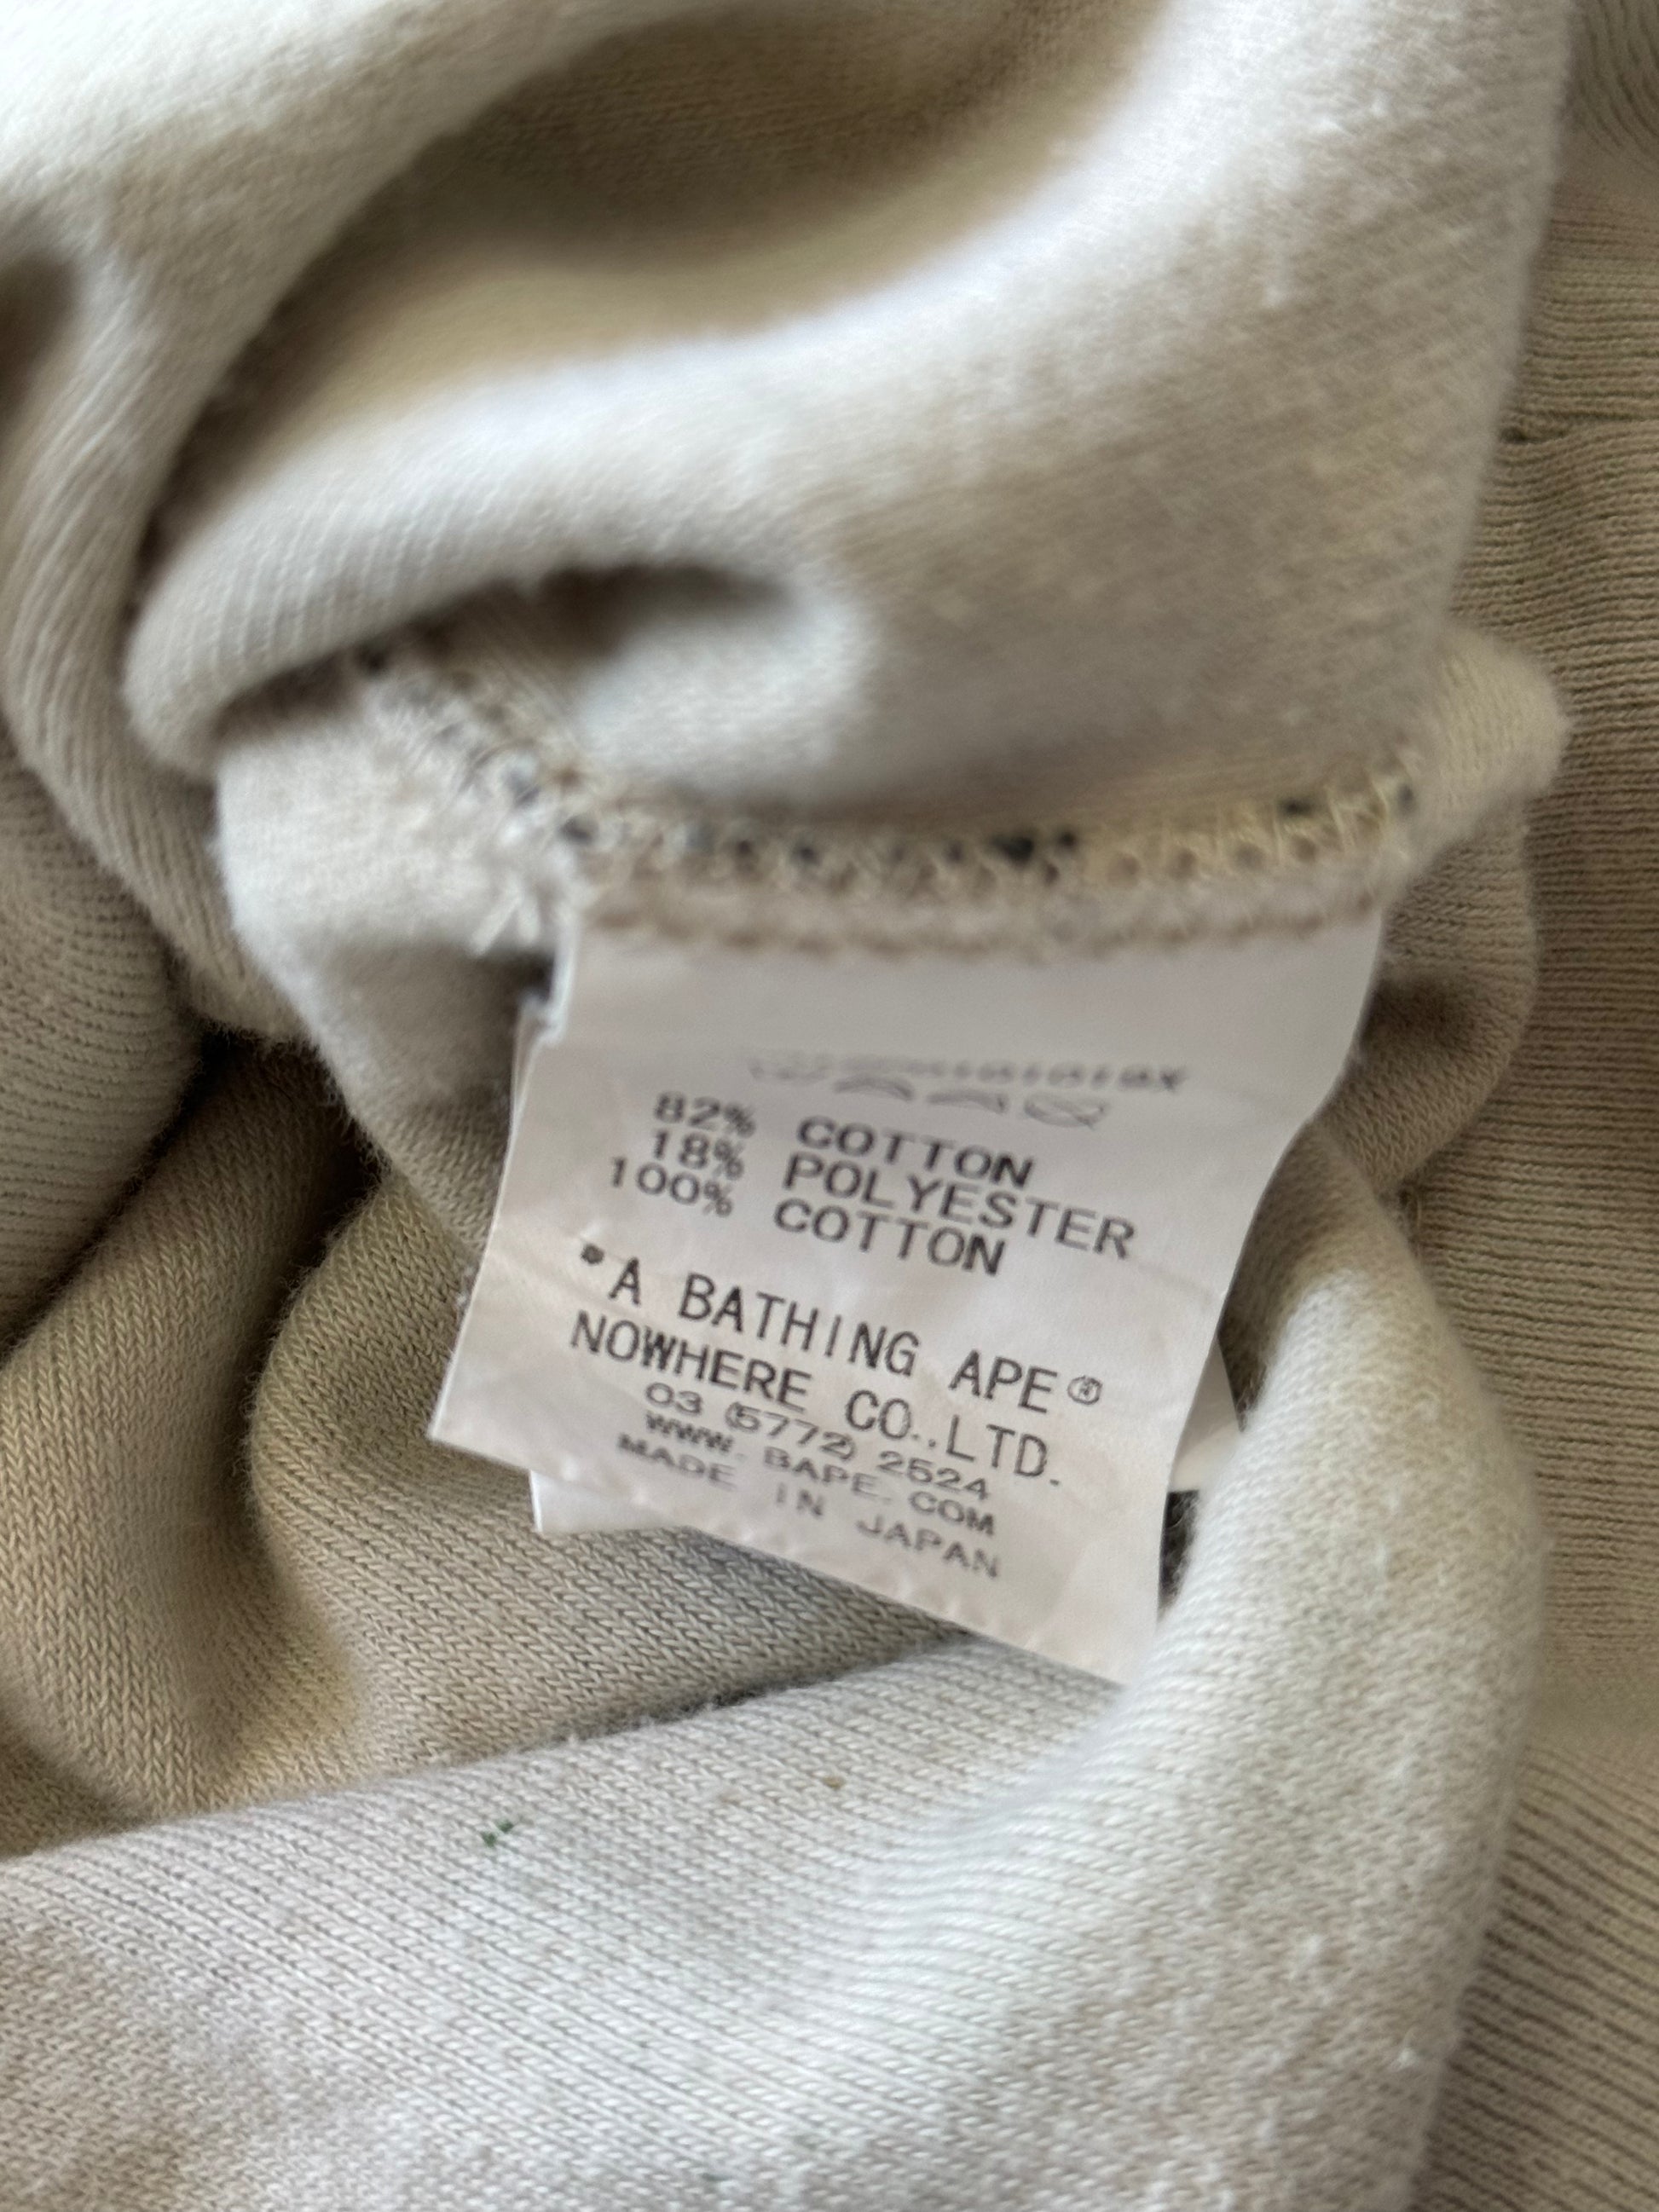 82% COTTON
18% POLYESTER
100% COTTON
"A BATHING APE®
NOWHERE CO.,LTD.
03 (5772) 2524
WWW. BAPE. COM
MADE IN JAPAN